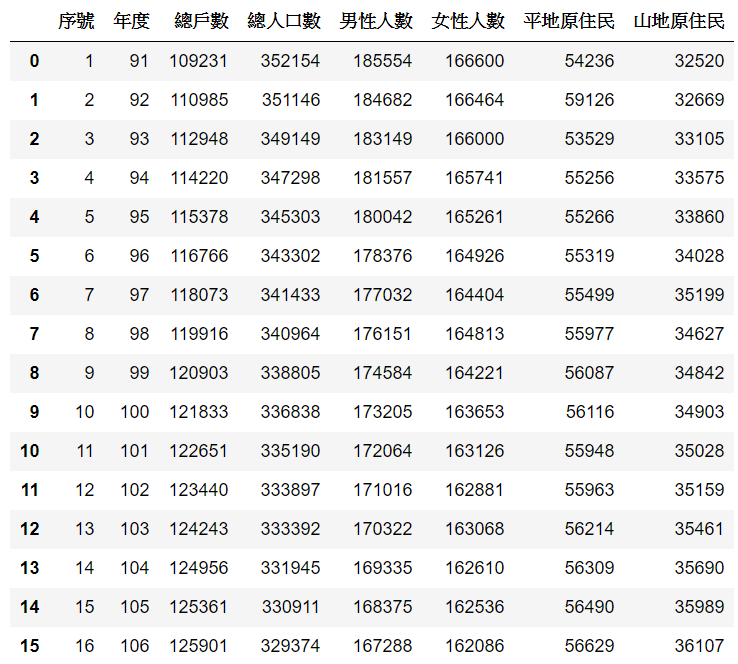 序號 年度 總戶數 總人口數 男性人數 女性人數 平地原住民 山地原住民
0 1 91 109231 352154 185554 166600 54236 32520
1 2 92 110985 351146 184682 166464 59126 32669
2 3 93 112948 349149 183149 166000 53529 33105
3 4 94 114220 347298 181557 165741 55256 33575
4 5 95 115378 345303 180042 165261 55266 33860
5 6 96 116766 343302 178376 164926 55319 34028
6 7 97 118073 341433 177032 164404 55499 35199
7 8 98 119916 340964 176151 164813 55977 34627
8 9 99 120903 338805 174584 164221 56087 34842
9 10 100 121833 336838 173205 163653 56116 34903
10 11 101 122651 335190 172064 163126 55948 35028
11 12 102 123440 333897 171016 162881 55963 35159
12 13 103 124243 333392 170322 163068 56214 35461
13 14 104 124956 331945 169335 162610 56309 35690
14 15 105 125361 330911 168375 162536 56490 35989
15 16 106 125901 329374 167288 162086 56629 36107